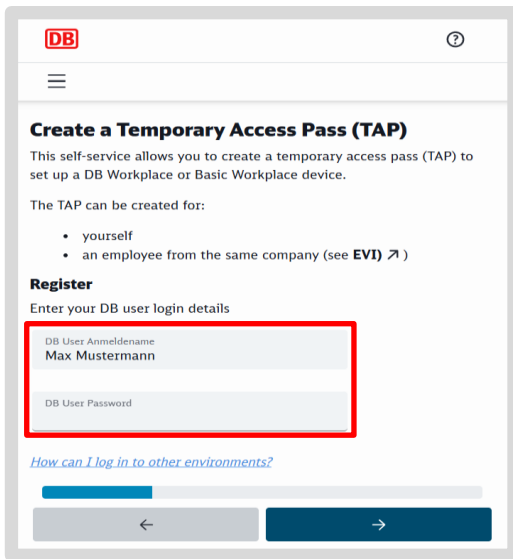 DB
Create a Temporary Access Pass (TAP)
This self-service allows you to create a temporary access pass (TAP) to
set up a DB Workplace or Basic Workplace device.
The TAP can be created for:
• yourself
• an employee from the same company (see EVI) ↗ )
Register
Enter your DB user login details
DB User Anmeldename
Max Mustermann
DB User Password
How can I log in to other environments?